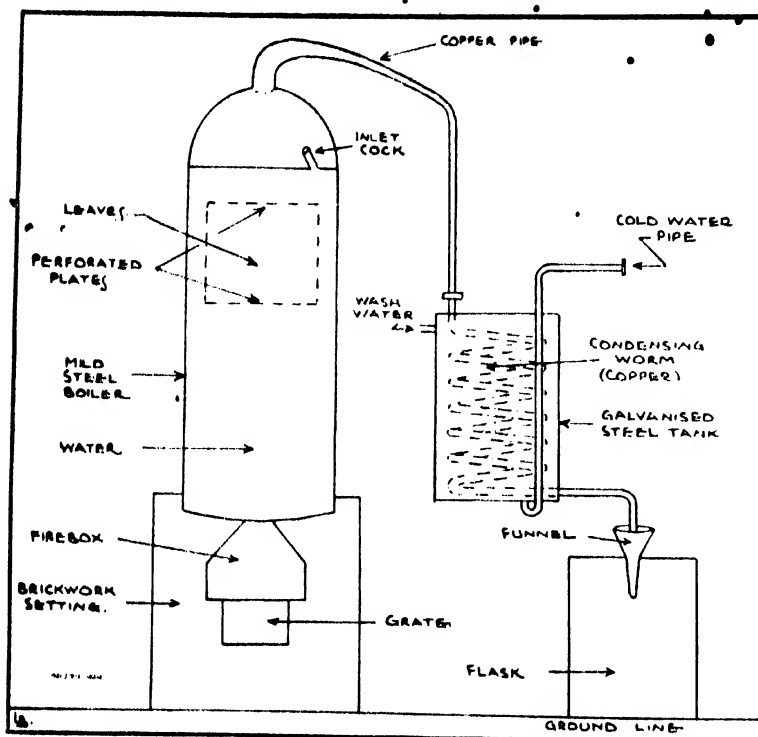 COPPER PIPE
INLET
COCK
LEAVES.
PERFORATED
PLATES
COLD WATER
PIPE
WASH
WATER
CONDENSING
WORM
(COPPER)
MILD
STEEL
BOILER
GALVANISED
STEEL TANK
WATER
FUNNEL
FIREBOX
BRICKWORK
SETTING.
GRATE
FLASK
GROUND LINE